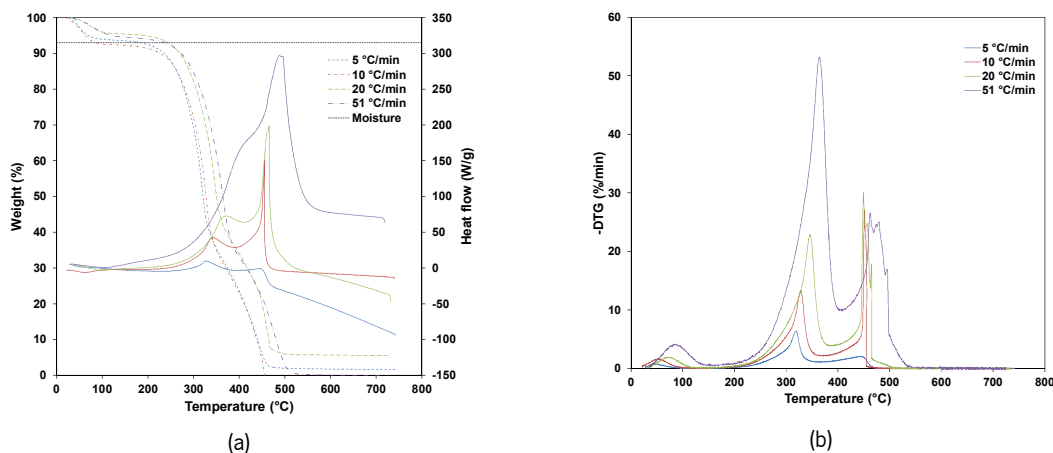 100
90
80
70
60
50
40
30
20
10
0
Weight (%)
350
300
250
200
150
100
50
0
-50
-100
-150
Heat flow (W/g)
5 °C/min
10 °C/min
20 °C/min
51 °C/min
Moisture
0 100 200 300 400 500 600 700 800
Temperature (°C)
(a)
60
50
40
30
20
10
0
-DTG (%/min)
5 °C/min
10 °C/min
20 °C/min
51 °C/min
0 100 200 300 400 500 600 700 800
Temperature (°C)
(b)